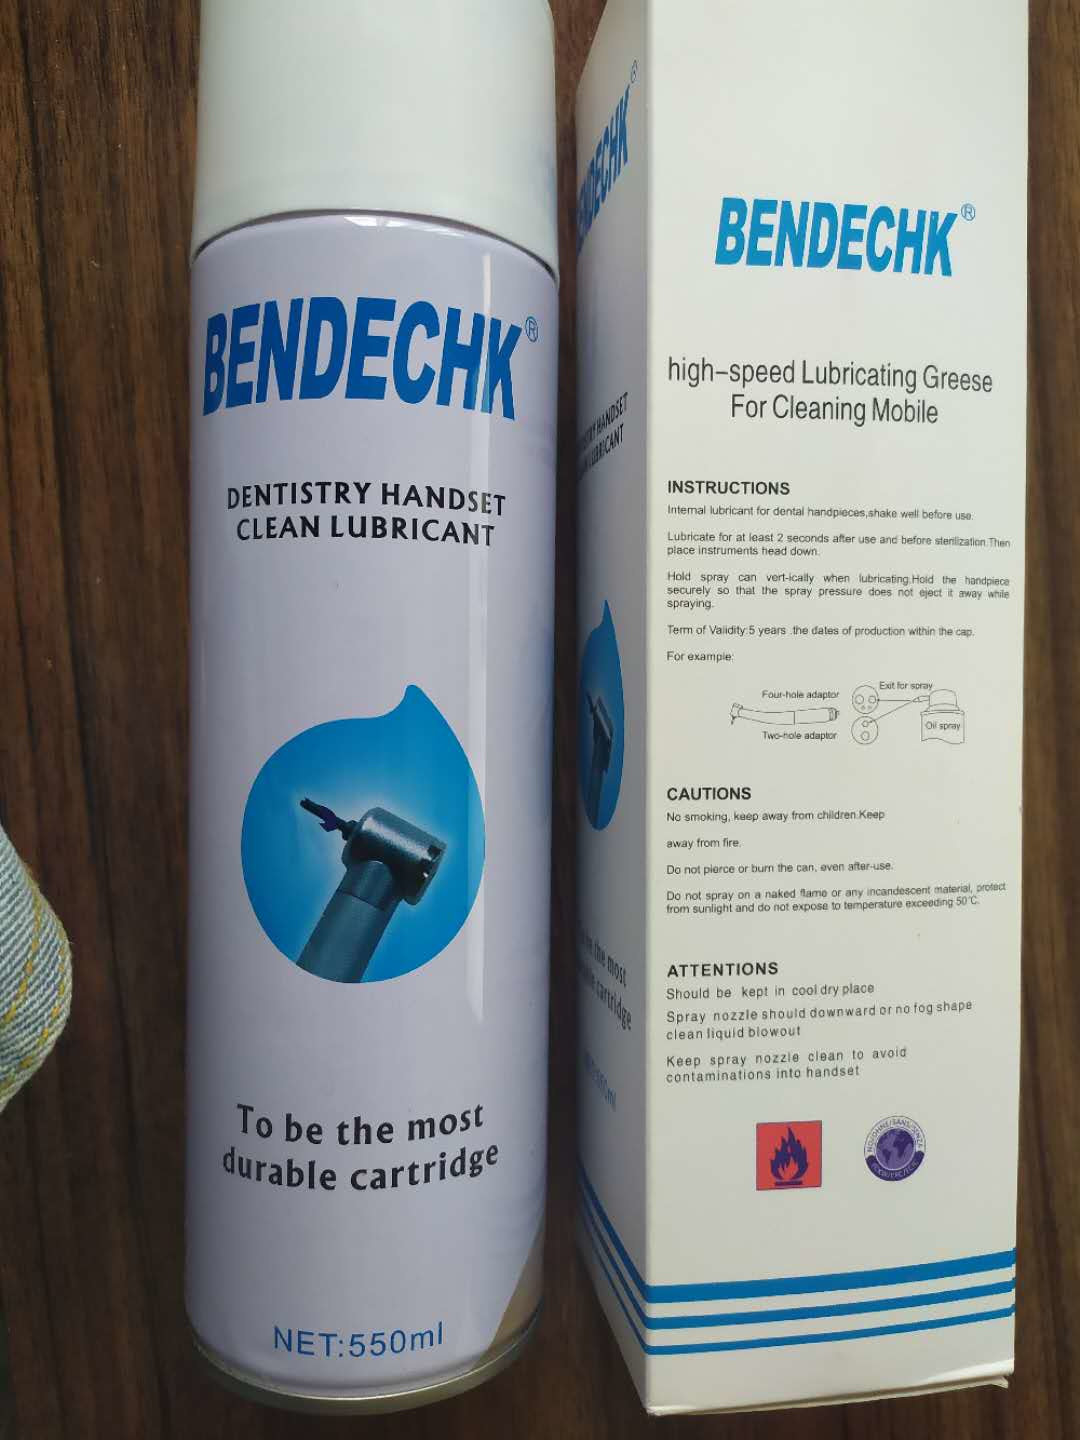 BENDECHK®
DENTISTRY HANDSET
CLEAN LUBRICANT
To be the most
durable cartridge
NET:550ml
BENDECHK®
HANDSET
LUBRICANT
the most
cartridge
BENDECHK®
high-speed Lubricating Greese
For Cleaning Mobile
INSTRUCTIONS
Internal lubricant for dental handpieces,shake well before use.
Lubricate for at least 2 seconds after use and before sterilization.Then
place instruments head down.
Hold spray can vert-ically when lubricating.Hold the handpiece
securely so that the spray pressure does not eject it away while
spraying.
Term of Vaiidity:5 years .the dates of production within the cap.
For example:
Four-hole adaptor
Exit for spray
Oil spray
Two-hole adaptor
CAUTIONS
No smoking, keep away from children.Keep
away from fire.
Do not pierce or burn the can, even after-use.
Do not spray on a naked flame or any incandescent material, protect
from sunlight and do not expose to temperature exceeding 50°C.
ATTENTIONS
Should be kept in cool dry place
Spray nozzle should downward or no fog shape
clean liquid blowout
Keep spray nozzle clean to avoid
contaminations into handset